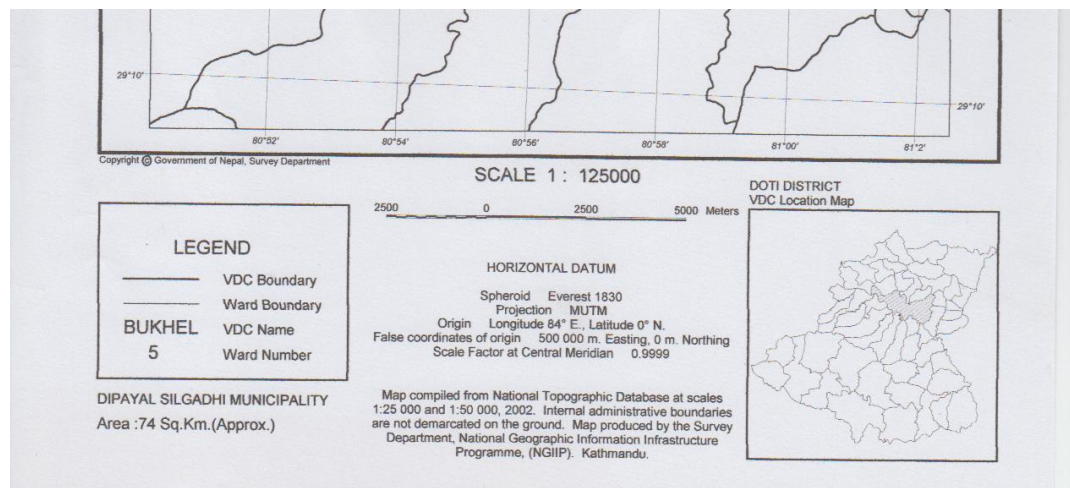 29°10'
29°10'
80°52'
80°54'
80°56'
80°58'
81°00'
81°2'
Copyright © Government of Nepal, Survey Department
SCALE 1 : 125000
2500 0 2500 5000 Meters
DOTI DISTRICT
VDC Location Map
LEGEND
VDC Boundary
Ward Boundary
BUKHEL VDC Name
5 Ward Number
DIPAYAL SILGADHI MUNICIPALITY
Area :74 Sq.Km.(Approx.)
HORIZONTAL DATUM
Spheroid Everest 1830
Projection MUTM
Origin Longitude 84° E., Latitude 0° N.
False coordinates of origin 500 000 m. Easting, 0 m. Northing
Scale Factor at Central Meridian 0.9999
Map compiled from National Topographic Database at scales
1:25 000 and 1:50 000, 2002. Internal administrative boundaries
are not demarcated on the ground. Map produced by the Survey
Department, National Geographic Information Infrastructure
Programme, (NGIIP). Kathmandu.